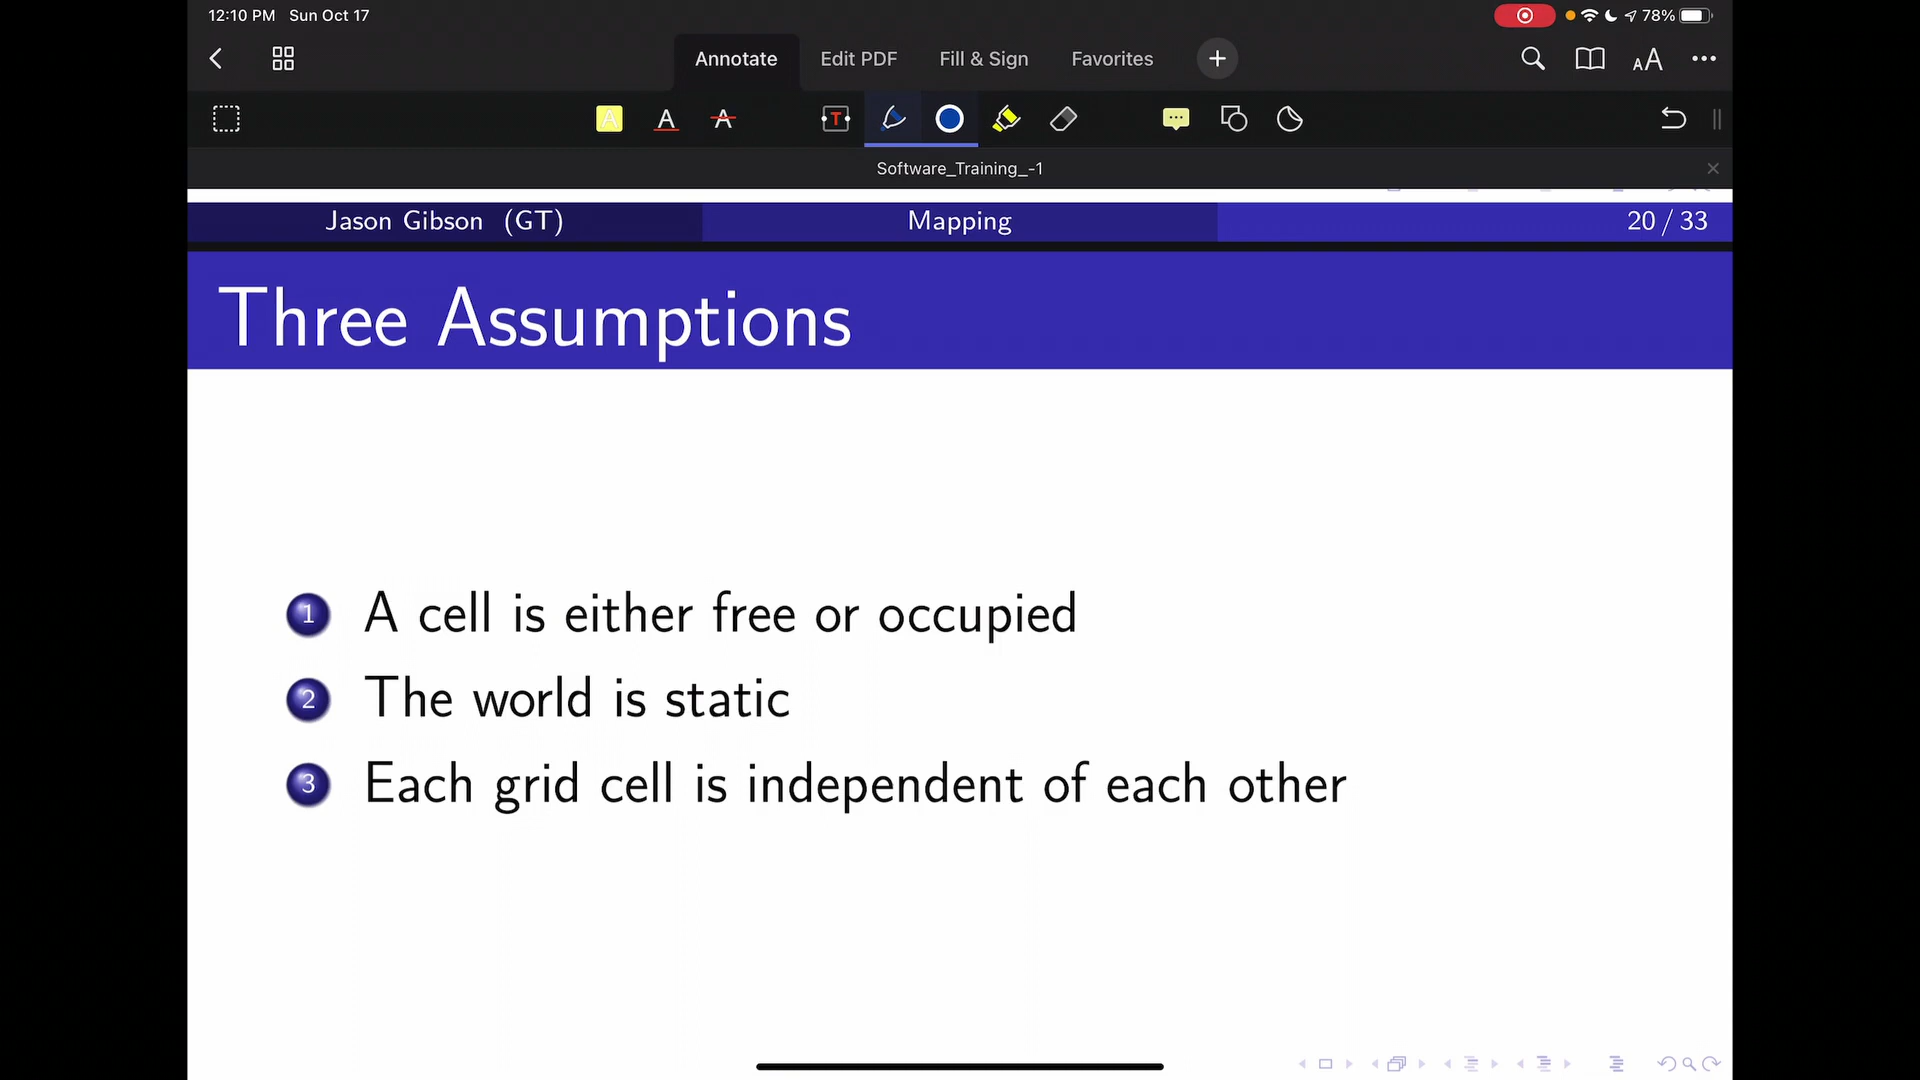 12:10 PM Sun Oct 17 78%
Annotate Edit PDF Fill & Sign Favorites
A A A T AA
Software_Training_-1
Jason Gibson (GT) Mapping 20 / 33
Three Assumptions
1 A cell is either free or occupied
2 The world is static
3 Each grid cell is independent of each other